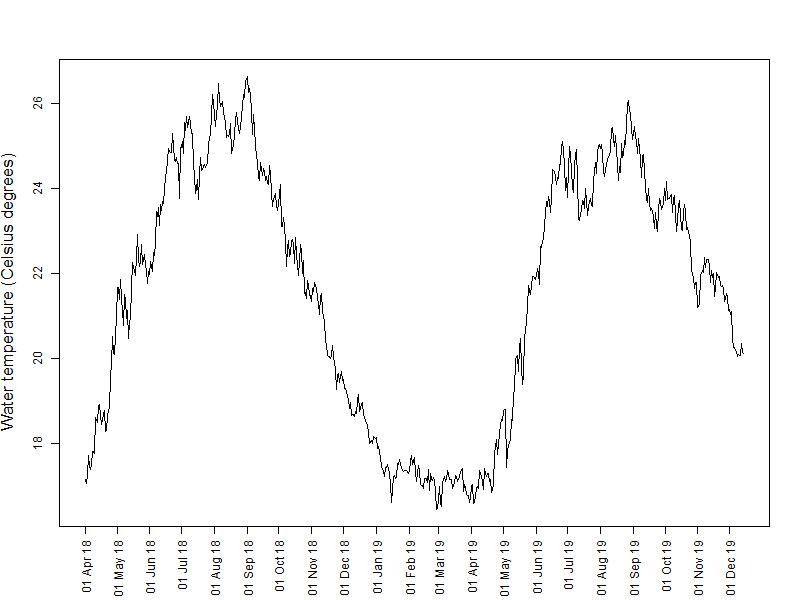 Water temperature (Celsius degrees)
26
24
22
20
18
01 Apr 18
01 May 18
01 Jun 18
01 Jul 18
01 Aug 18
01 Sep 18
01 Oct 18
01 Nov 18
01 Dec 18
01 Jan 19
01 Feb 19
01 Mar 19
01 Apr 19
01 May 19
01 Jun 19
01 Jul 19
01 Aug 19
01 Sep 19
01 Oct 19
01 Nov 19
01 Dec 19